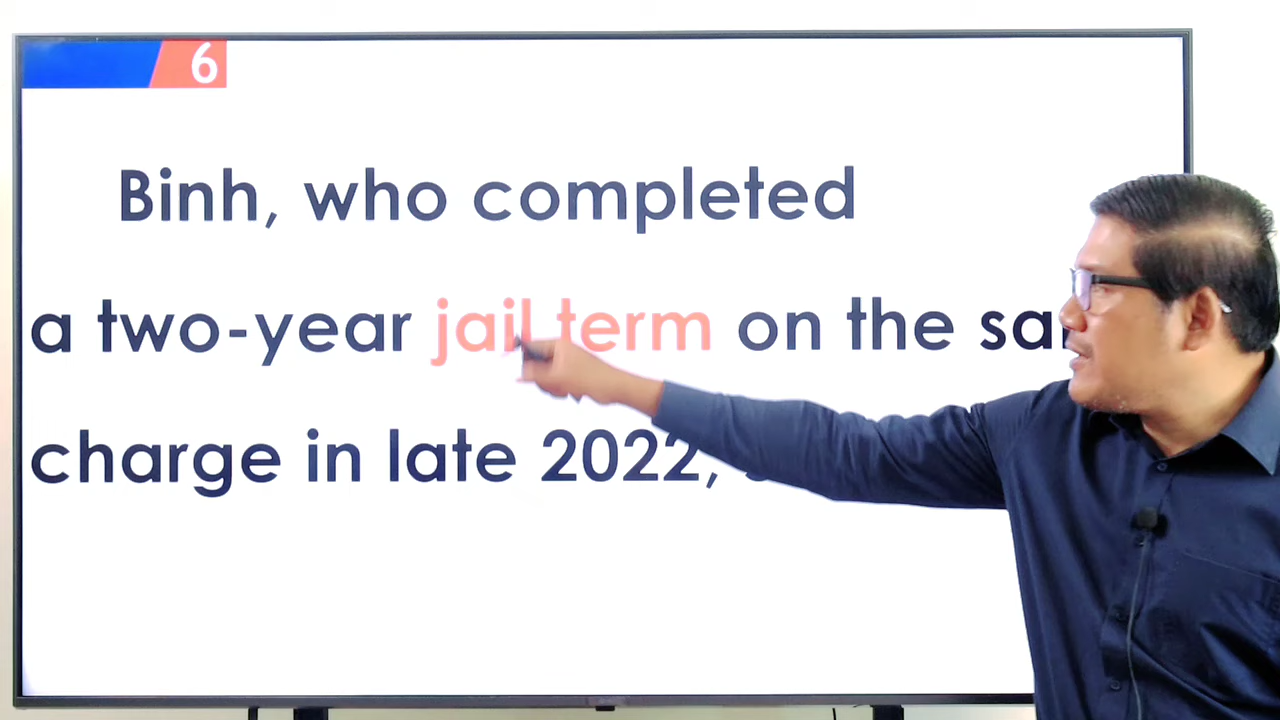 6
Binh, who completed
a two-year jail term on the
charge in late 2022,